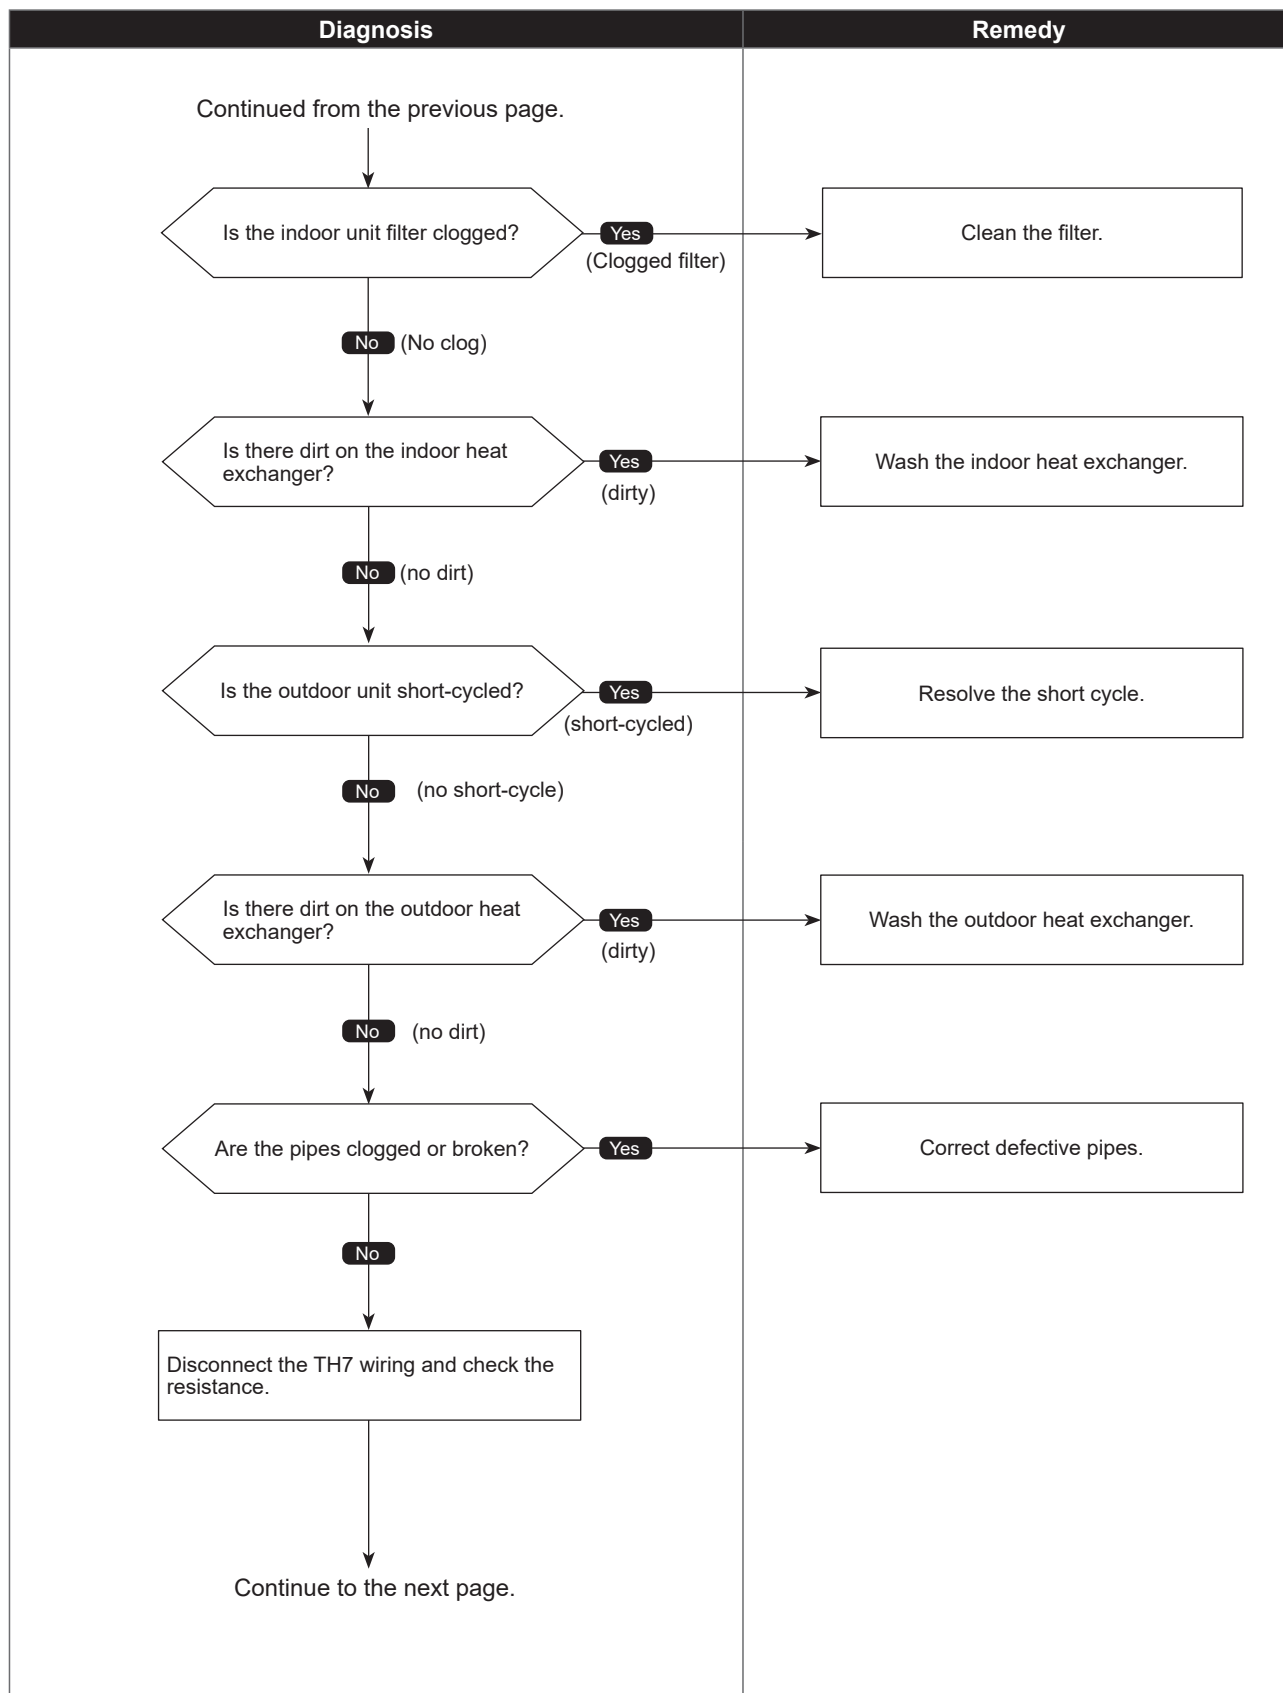 Diagnosis
Remedy
Continued from the previous page.
Is the indoor unit filter clogged?
Yes
(Clogged filter)
Clean the filter.
No (No clog)
Is there dirt on the indoor heat
exchanger?
Yes
(dirty)
Wash the indoor heat exchanger.
No (no dirt)
Is the outdoor unit short-cycled?
Yes
(short-cycled)
Resolve the short cycle.
No (no short-cycle)
Is there dirt on the outdoor heat
exchanger?
Yes
(dirty)
Wash the outdoor heat exchanger.
No (no dirt)
Are the pipes clogged or broken?
Yes
Correct defective pipes.
No
Disconnect the TH7 wiring and check the
resistance.
Continue to the next page.